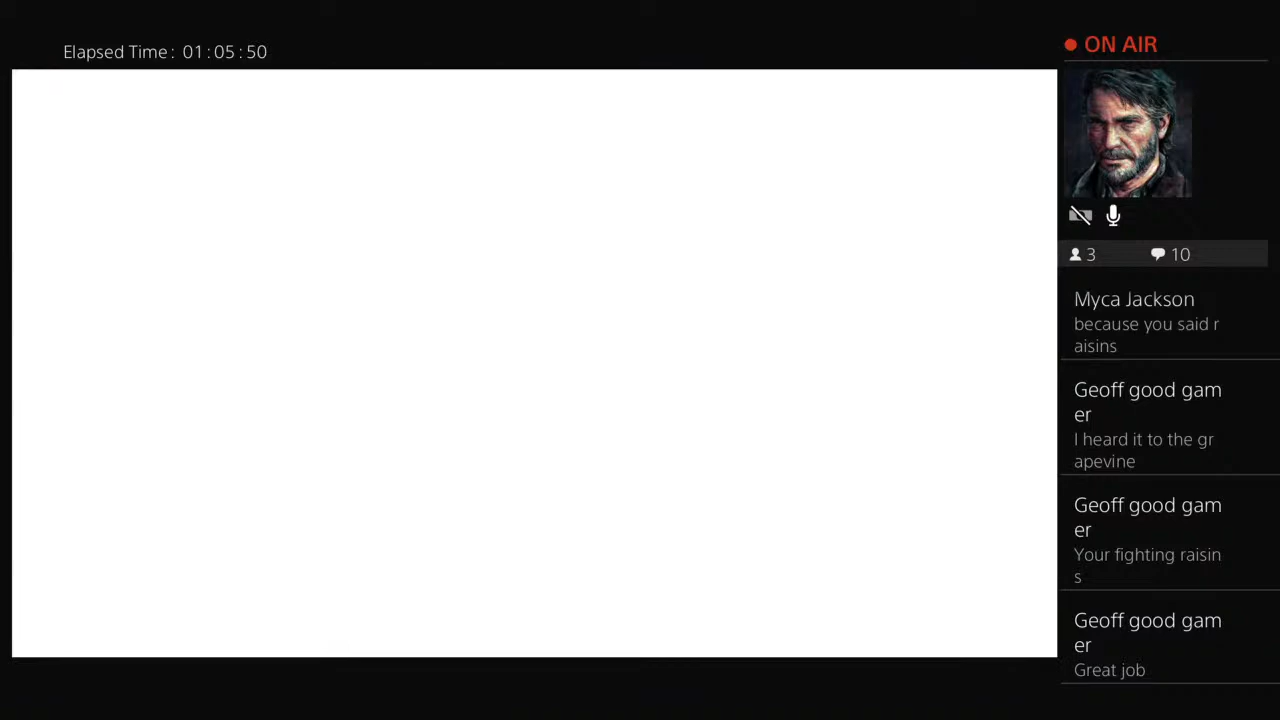 Elapsed Time: 01:05:50
ON AIR
3 10
Myca Jackson
because you said r
aisins
Geoff good gam
er
I heard it to the gr
apevine
Geoff good gam
er
Your fighting raisin
s
Geoff good gam
er
Great job